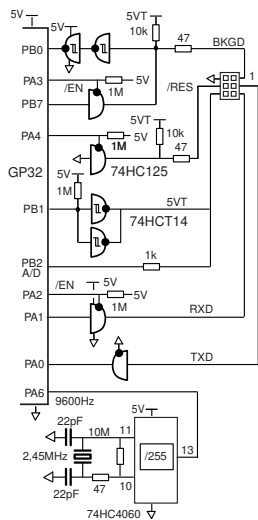 5V
5V
5VT
10k
47
BKGD
PB0
PA3
/EN
5V
1M
PB7
/RES
1
PA4
5VT
5V
10k
1M
GP32
5V
74HC125
47
1M
PB1
5VT
74HCT14
PB2
A/D
1k
/EN
5V
PA2
5V
1M
PA1
RXD
PA0
TXD
PA6
9600Hz
5V
22pF
10M
11
2,45MHz
/255
13
47
10
22pF
74HC4060